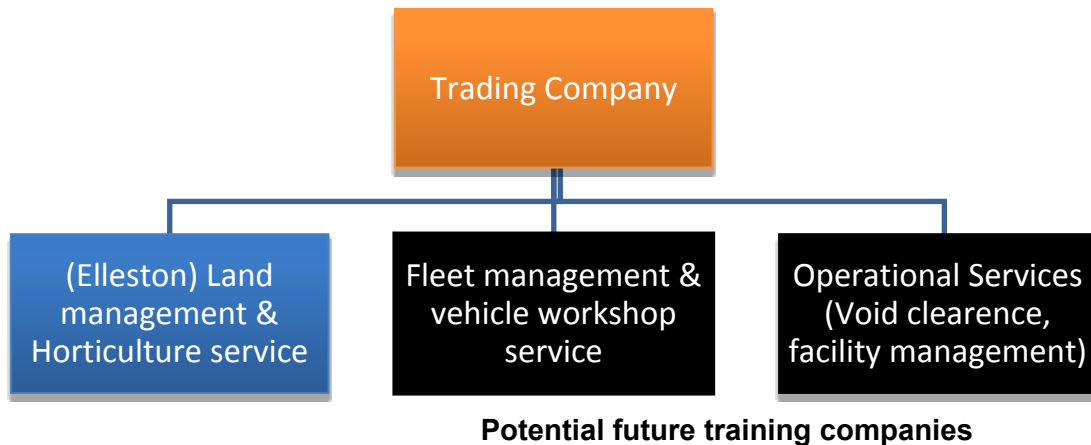 Trading Company
(Elleston) Land
management &
Horticulture service
Fleet management &
vehicle workshop
service
Operational Services
(Void clearence,
facility management)
Potential future training companies